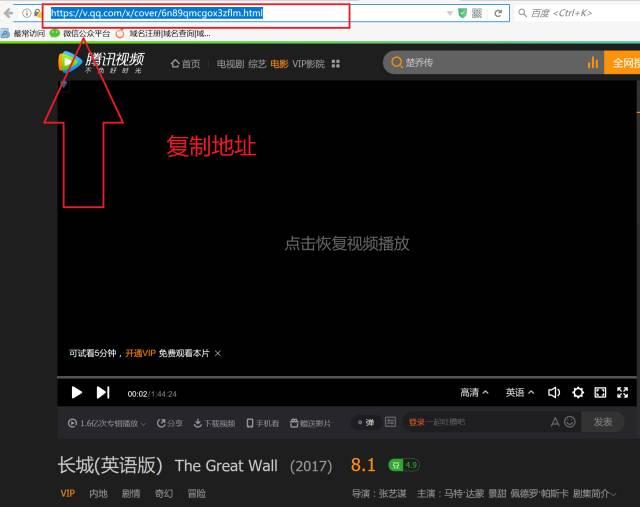 https://v.qq.com/x/cover/6n89qmcgox3zflm.html
百度 <Ctrl+K>
最常访问 微信公众平台 域名注册|域名查询|域...
腾讯视频
不负好时光
首页 电视剧 综艺 电影 VIP影院
楚乔传
全网搜
复制地址
点击恢复视频播放
可试看5分钟，开通VIP 免费观看本片 ×
00:02/1:44:24
高清 英语
1.6亿次专辑播放 分享 下载视频 手机看 赠送影片
弹
登录一起吐槽吧
发表
长城(英语版) The Great Wall (2017) 8.1 豆 4.9
VIP 内地 剧情 奇幻 冒险
导演：张艺谋 主演：马特·达蒙 景甜 佩德罗·帕斯卡 剧集简介